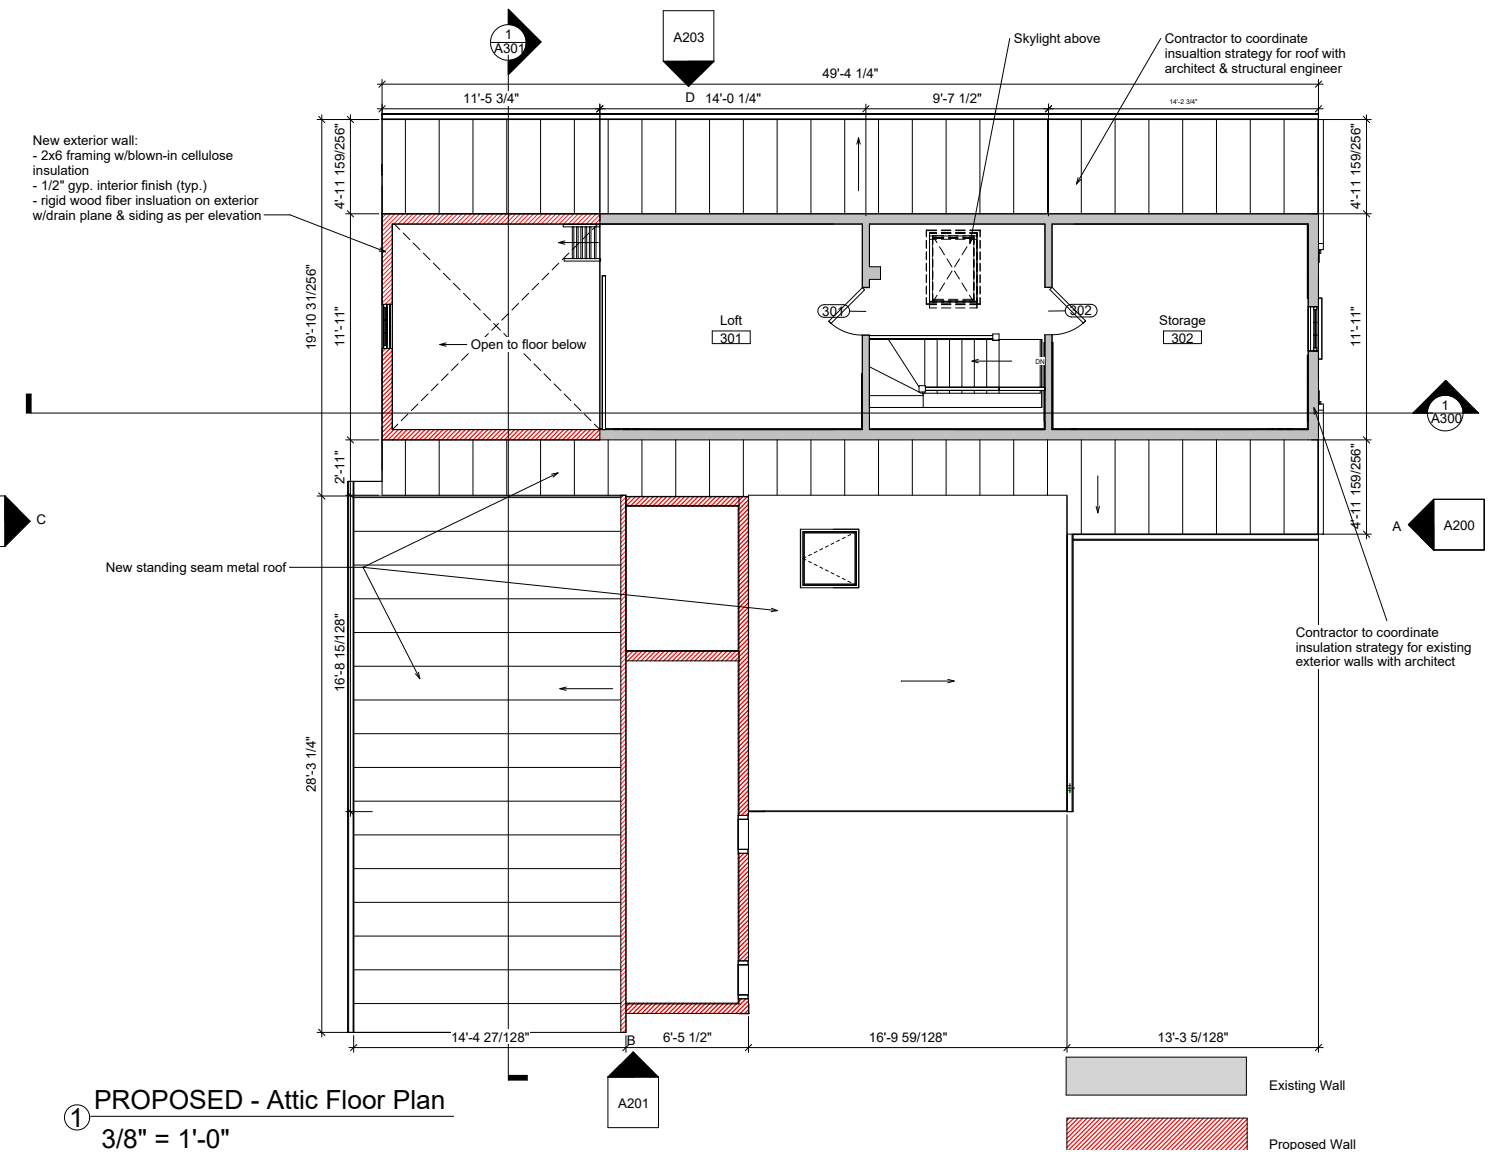 1
A301
A203
Skylight above
Contractor to coordinate
insualtion strategy for roof with
architect & structural engineer
49'-4 1/4"
11'-5 3/4"
D
14'-0 1/4"
9'-7 1/2"
14'-2 3/4"
New exterior wall:
- 2x6 framing w/blown-in cellulose
insulation
- 1/2" gyp. interior finish (typ.)
- rigid wood fiber insluation on exterior
w/drain plane & siding as per elevation
4'-11 159/256"
4'-11 159/256"
19'-10 31/256"
11'-11"
Open to floor below
Loft
301
301
302
DN
Storage
302
11'-11"
1
A300
2'-11"
4'-11 159/256"
C
A
A200
New standing seam metal roof
16'-8 15/128"
28'-3 1/4"
Contractor to coordinate
insulation strategy for existing
exterior walls with architect
14'-4 27/128"
B
6'-5 1/2"
16'-9 59/128"
13'-3 5/128"
A201
Existing Wall
Proposed Wall
1
PROPOSED - Attic Floor Plan
3/8" = 1'-0"